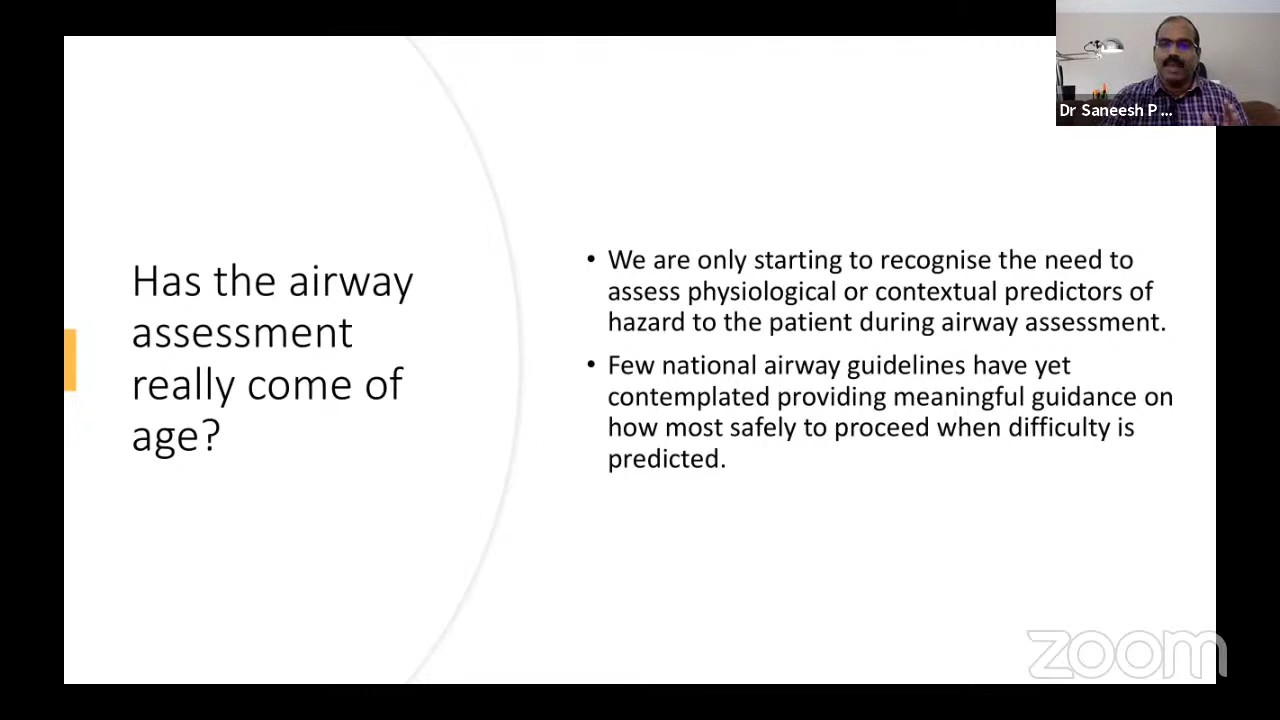 Dr Saneesh P ...
Has the airway
assessment
really come of
age?
• We are only starting to recognise the need to
assess physiological or contextual predictors of
hazard to the patient during airway assessment.
• Few national airway guidelines have yet
contemplated providing meaningful guidance on
how most safely to proceed when difficulty is
predicted.
zoom